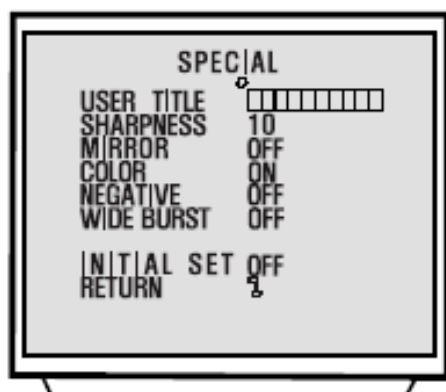 SPECIAL
USER TITLE
SHARPNESS 10
MIRROR OFF
COLOR ON
NEGATIVE OFF
WIDE BURST OFF
INITIAL SET OFF
RETURN